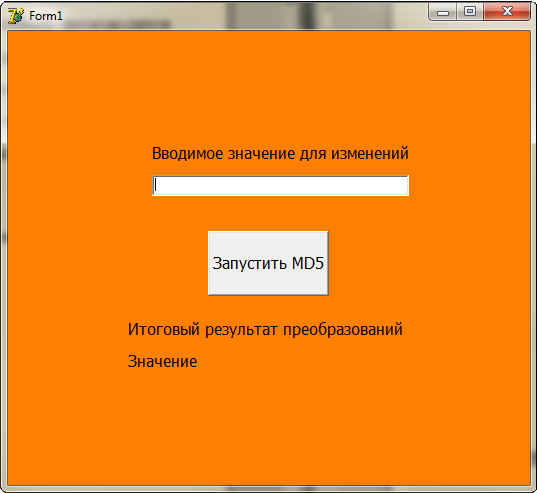 Form1
Вводимое значение для изменений
Запустить MD5
Итоговый результат преобразований
Значение